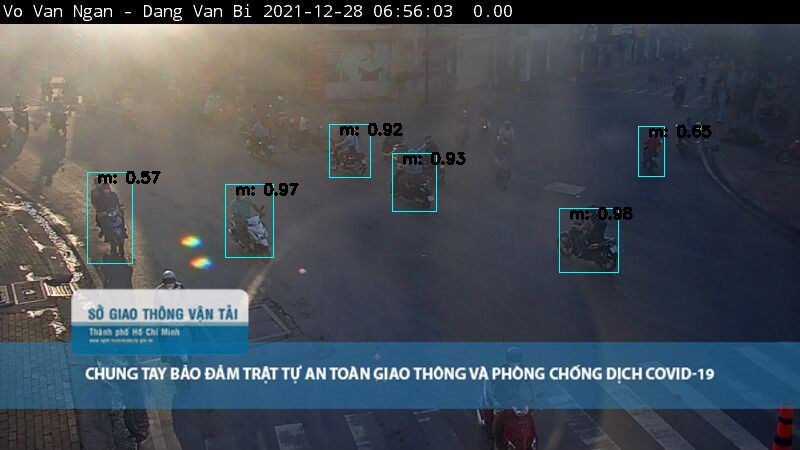 Vo Van Ngan - Dang Van Bi 2021-12-28 06:56:03 0.00
m: 0.92
m: 0.65
m: 0.93
m: 0.57
m: 0.97
m: 0.98
SỞ GIAO THÔNG VẬN TẢI
Thành phố Hồ Chí Minh
CHUNG TAY BẢO ĐẢM TRẬT TỰ AN TOÀN GIAO THÔNG VÀ PHÒNG CHỐNG DỊCH COVID-19